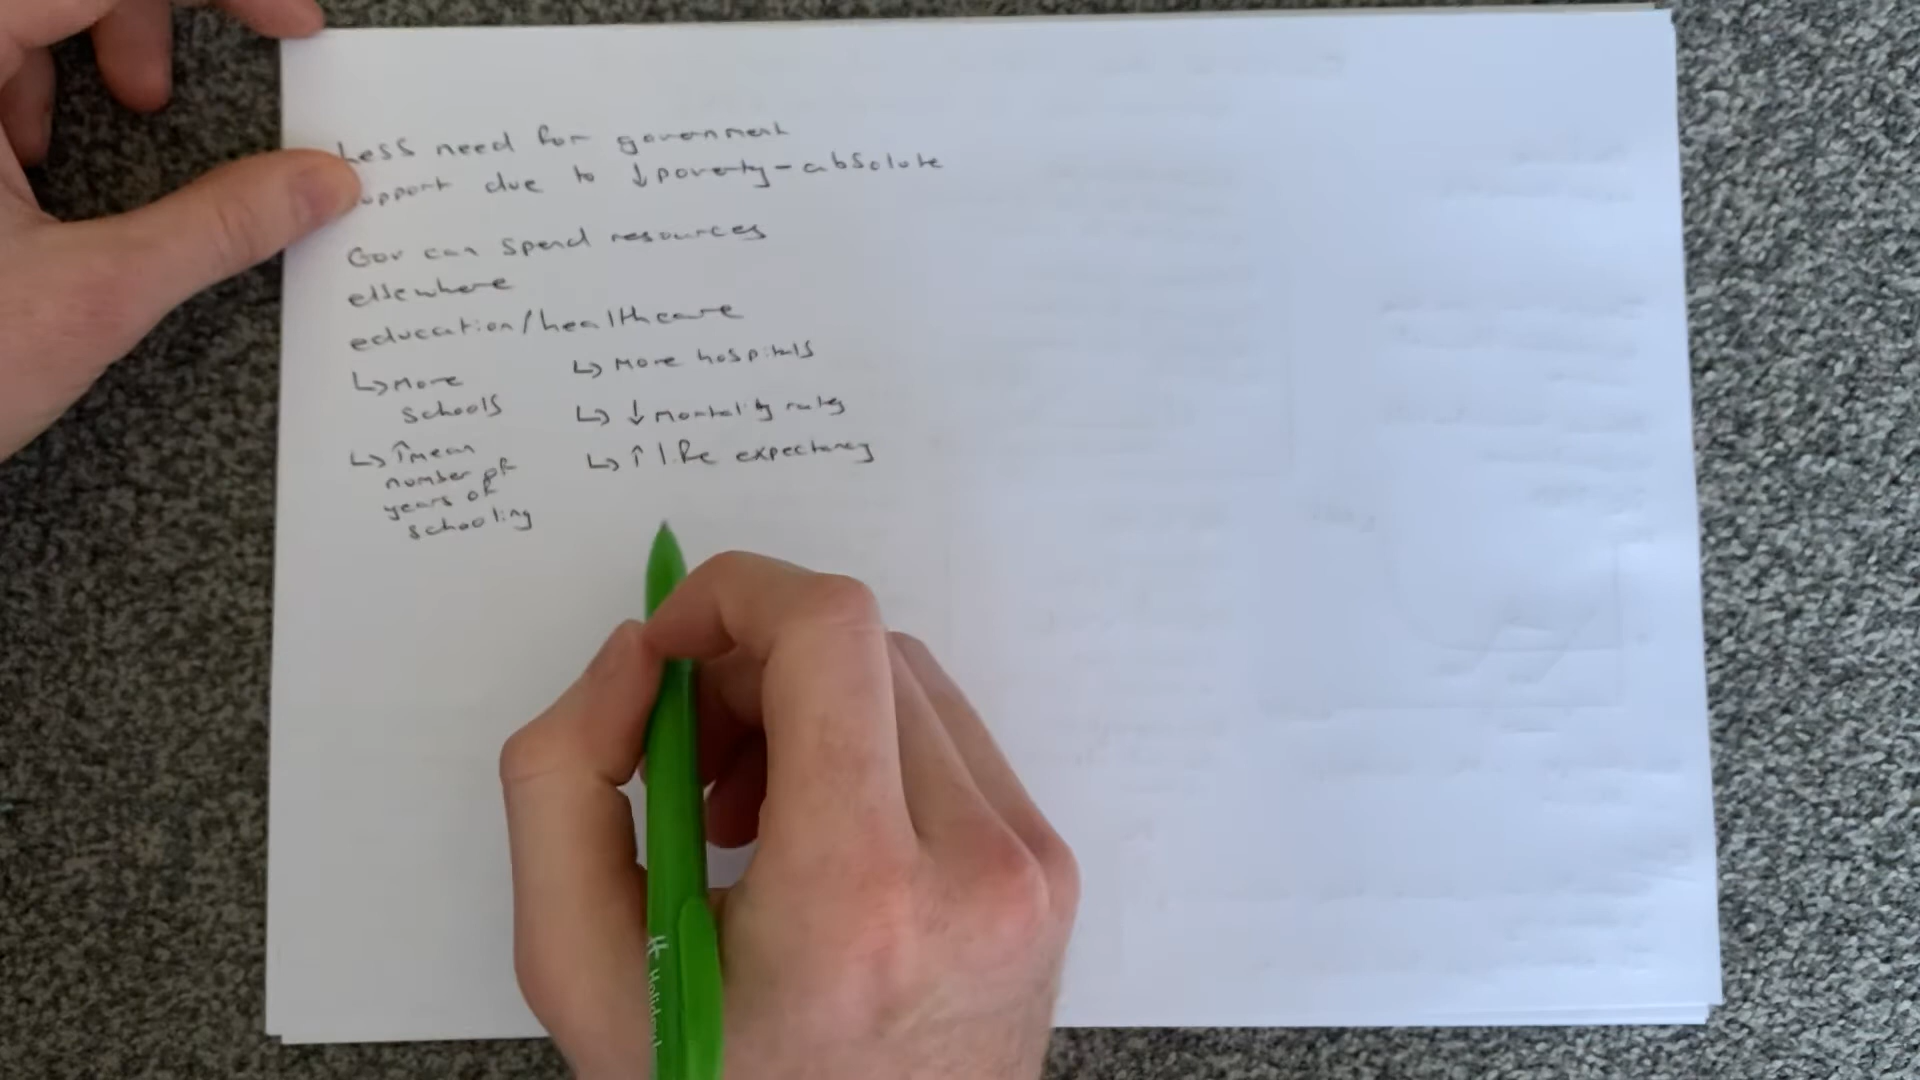 Less need for government
support due to ↓poverty-absolute
Gov can spend resources
elsewhere
education/healthcare
↳ More
schools
↳ ↑mean
number of
years of
schooling
↳ More hospitals
↳ ↓ mortality rates
↳ ↑ life expectancy